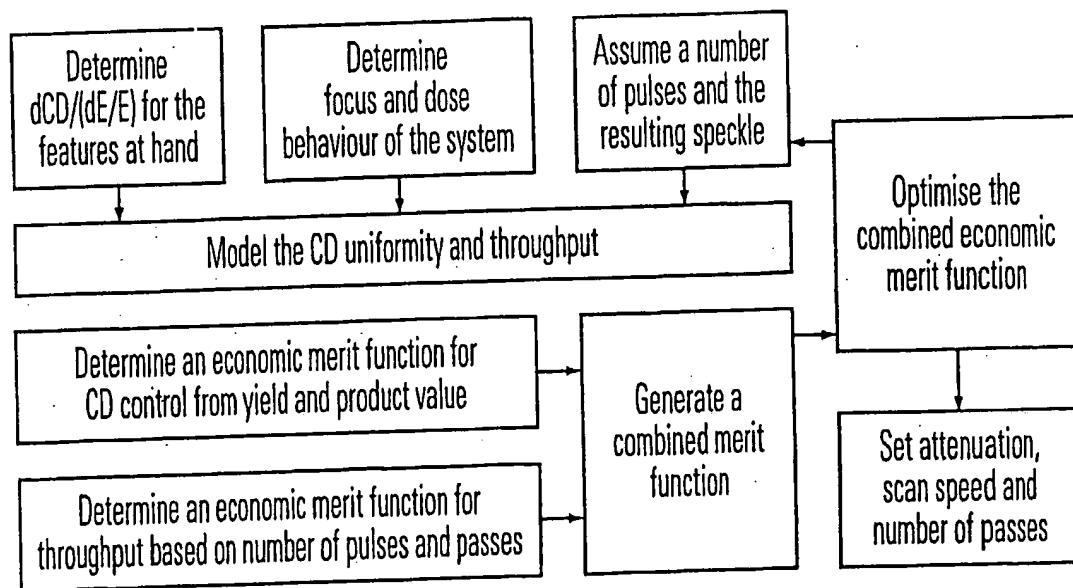 Determine
dCD/(dE/E) for the
features at hand
Determine
focus and dose
behaviour of the system
Assume a number
of pulses and the
resulting speckle
Model the CD uniformity and throughput
Optimise the
combined economic
merit function
Determine an economic merit function for
CD control from yield and product value
Generate a
combined merit
function
Determine an economic merit function for
throughput based on number of pulses and passes
Set attenuation,
scan speed and
number of passes